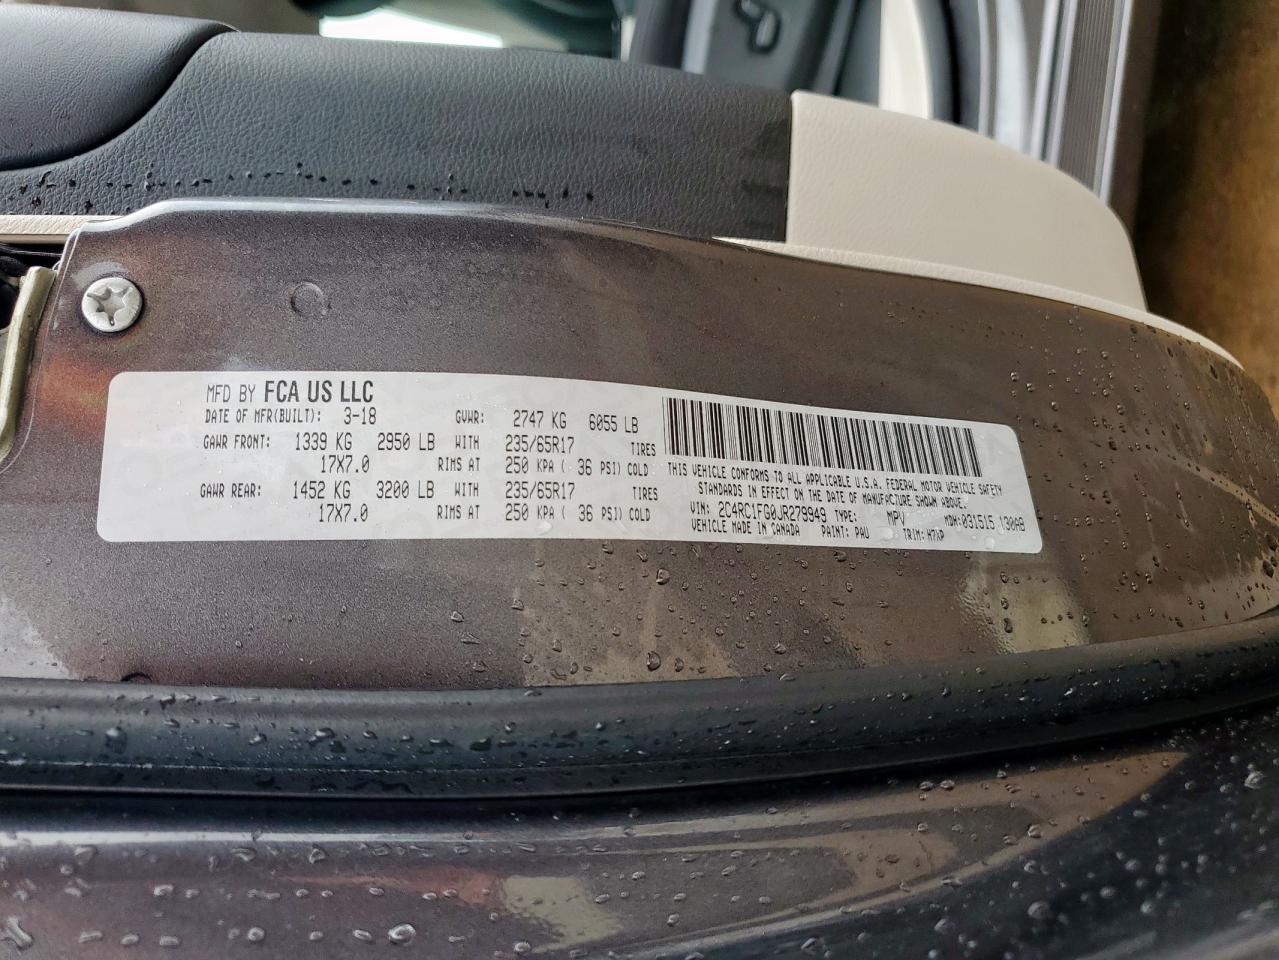 MFD BY FCA US LLC
DATE OF MFR(BUILT): 3-18 GVWR: 2747 KG 6055 LB
GAWR FRONT: 1339 KG 2950 LB WITH 235/65R17 TIRES
17X7.0 RIMS AT 250 KPA ( 36 PSI) COLD
GAWR REAR: 1452 KG 3200 LB WITH 235/65R17 TIRES
17X7.0 RIMS AT 250 KPA ( 36 PSI) COLD
THIS VEHICLE CONFORMS TO ALL APPLICABLE U.S.A. FEDERAL MOTOR VEHICLE SAFETY
STANDARDS IN EFFECT ON THE DATE OF MANUFACTURE SHOWN ABOVE.
VIN: 2C4RC1FG0JR279949 TYPE: MPV MDH: 031515 130AB
VEHICLE MADE IN CANADA PAINT: PAU TRIM: H7XP